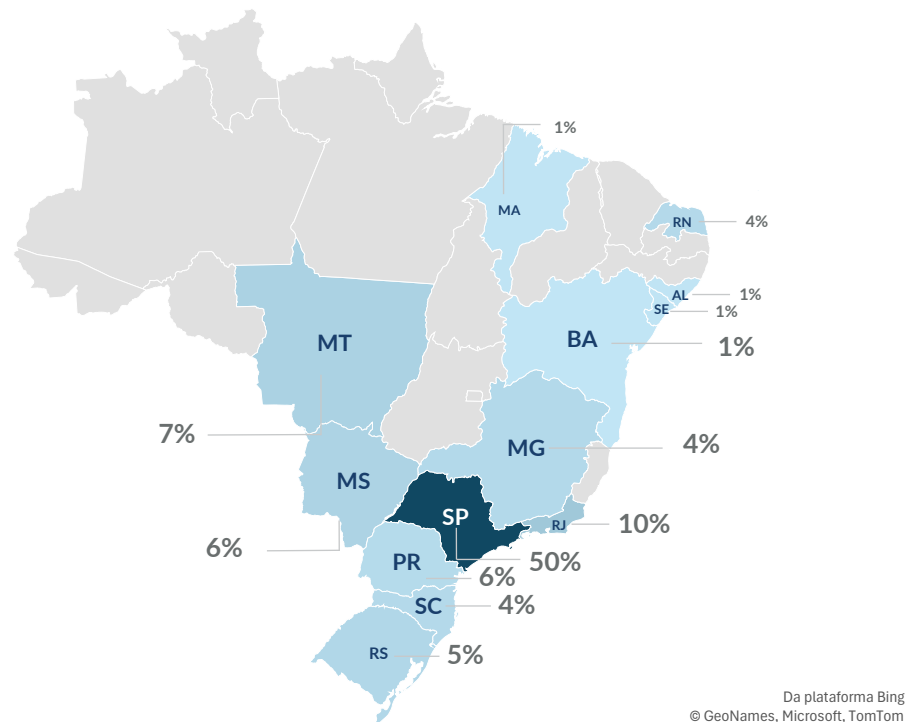 1%
MA
RN
4%
AL
1%
SE
1%
BA
1%
MT
7%
MG
4%
MS
SP
RJ
10%
6%
50%
PR
6%
SC
4%
RS
5%
Da plataforma Bing
© GeoNames, Microsoft, TomTom